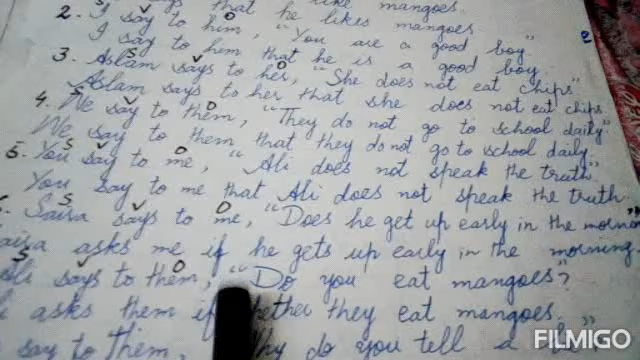 that he likes mangoes.
2. I say to him, "You are a good boy"
I say to him that he is a good boy.
3. Aslam says to her, "She does not eat chips"
Aslam says to her that she does not eat chips.
4. We say to them, "They do not go to school daily"
We say to them that they do not go to school daily.
5. You say to me, "Ali does not speak the truth"
You say to me that Ali does not speak the truth.
says to me, "Does he get up early in the
asks me if he gets up early in the morning.
says to them, "Do you eat mangoes?
asks them if they eat mangoes.
say to them, do you tell a
FILMIGO